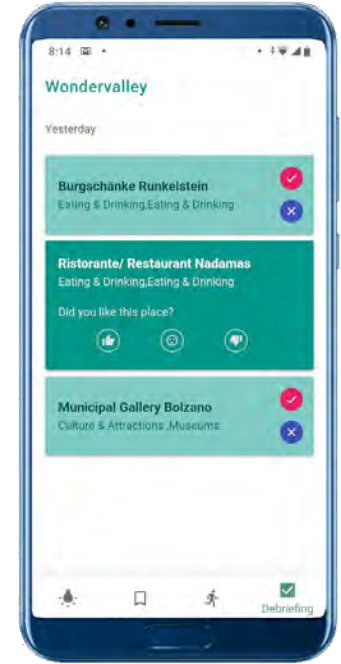 8:14
Wondervalley
Yesterday
Burgschänke Runkelstein
Eating & Drinking,Eating & Drinking
Ristorante/ Restaurant Nadamas
Eating & Drinking,Eating & Drinking
Did you like this place?
Municipal Gallery Bolzano
Culture & Attractions ,Museums
Debriefing